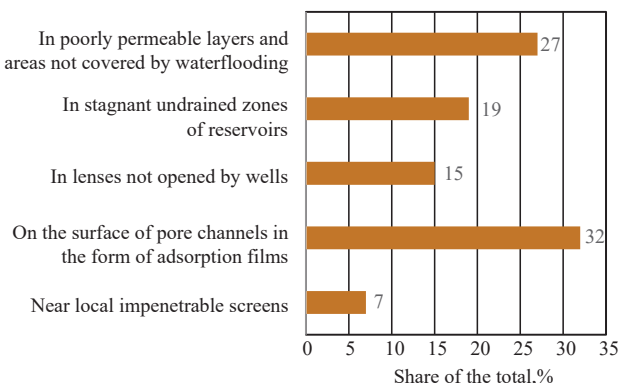 In poorly permeable layers and
areas not covered by waterflooding
27
In stagnant undrained zones
of reservoirs
19
In lenses not opened by wells
15
On the surface of pore channels in
the form of adsorption films
32
Near local impenetrable screens
7
0 5 10 15 20 25 30 35
Share of the total,%